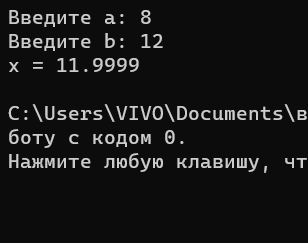 Введите a: 8
Введите b: 12
x = 11.9999
C:\Users\VIVO\Documents\в
боту с кодом 0.
Нажмите любую клавишу, чт